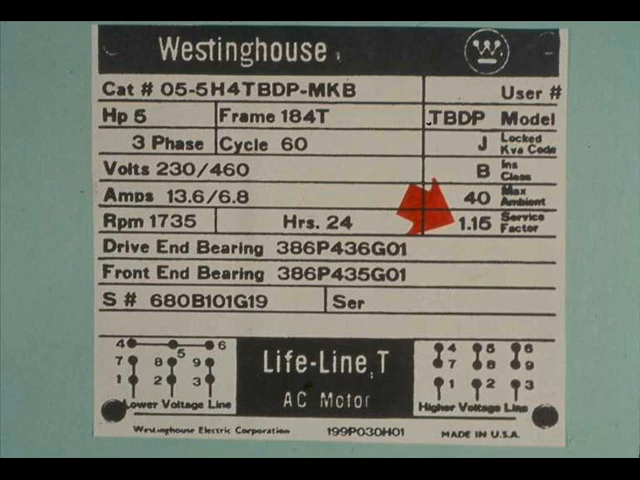 Westinghouse
Cat # 05-5H4TBDP-MKB User #
Hp 5 Frame 184T TBDP Model
3 Phase Cycle 60 J Locked Kva Code
Volts 230/460 B Ins Class
Amps 13.6/6.8 40 Max Ambient
Rpm 1735 Hrs. 24 1.15 Service Factor
Drive End Bearing 386P436G01
Front End Bearing 386P435G01
S # 680B101G19 Ser
4 5 6
7 8 9
1 2 3
Lower Voltage Line
Life-Line T
AC Motor
4 5 6
7 8 9
1 2 3
Higher Voltage Line
Westinghouse Electric Corporation 199P030H01 MADE IN U.S.A.